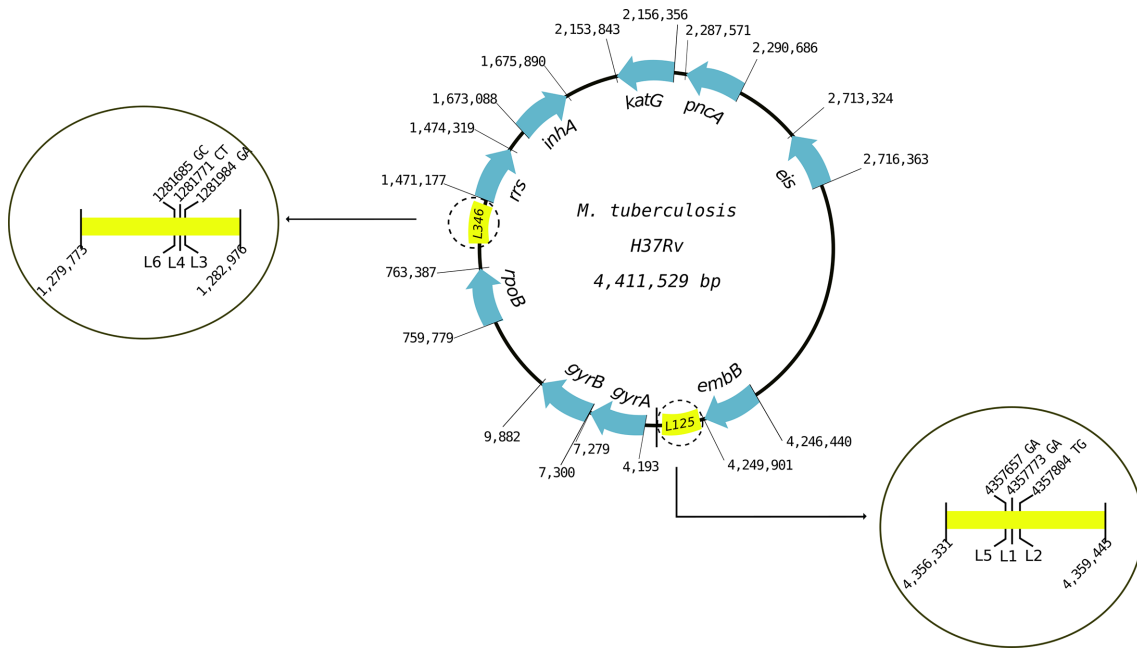 2,156,356
2,153,843
2,287,571
1,675,890
2,290,686
katG
pncA
1,673,088
2,713,324
inhA
1,474,319
2,716,363
eis
1,471,177
rrs
L346
M. tuberculosis
H37Rv
4,411,529 bp
763,387
rpoB
759,779
gyrB
gyrA
embB
L125
9,882
7,279
7,300
4,193
4,249,901
4,246,440
1281685 GC
1281771 CT
1281984 GA
L6 L4 L3
1,279,773
1,282,976
4357657 GA
4357773 GA
4357804 TG
L5 L1 L2
4,356,331
4,359,445